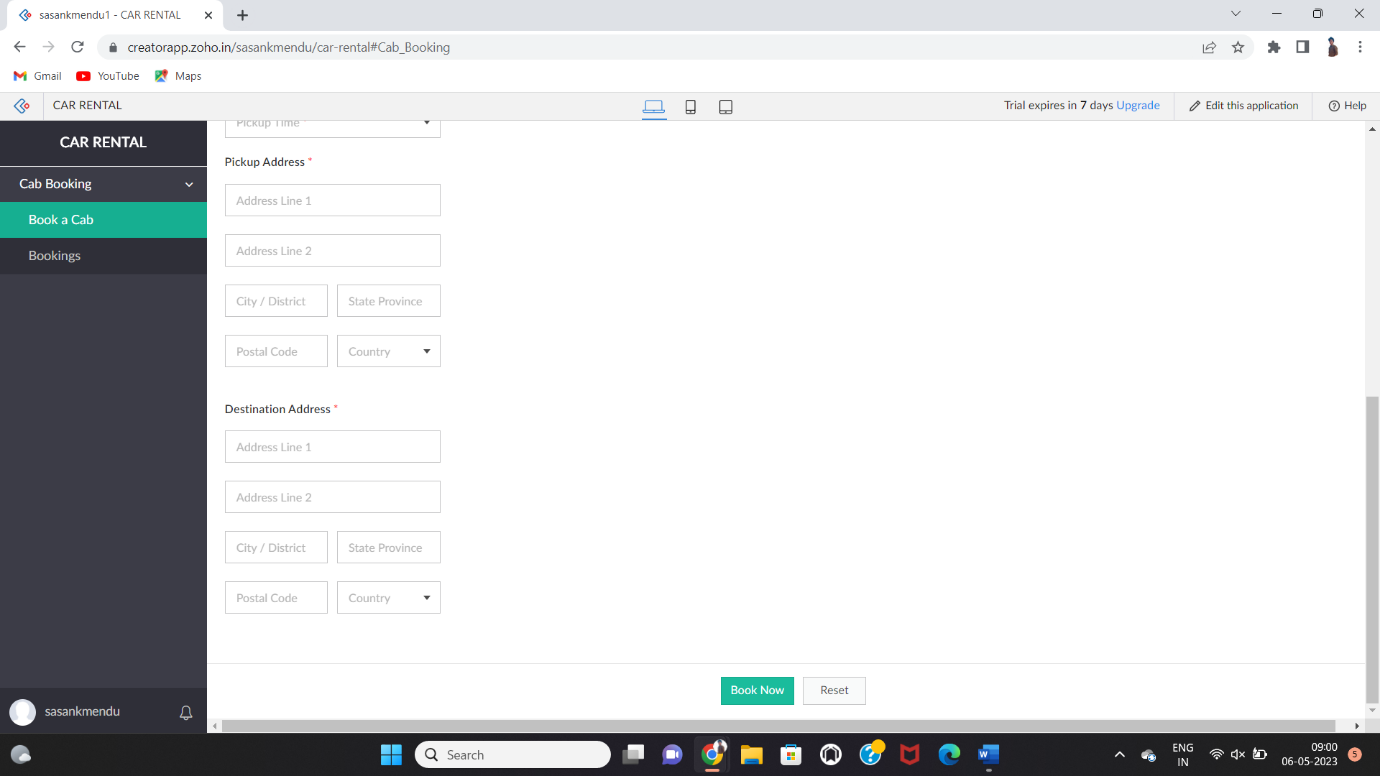 sasankmendu1 - CAR RENTAL
creatorapp.zoho.in/sasankmendu/car-rental#Cab_Booking
Gmail YouTube Maps
CAR RENTAL Trial expires in 7 days Upgrade Edit this application Help
CAR RENTAL
Cab Booking
Book a Cab
Bookings
Pickup Time
Pickup Address *
Address Line 1
Address Line 2
City / District State Province
Postal Code Country
Destination Address *
Address Line 1
Address Line 2
City / District State Province
Postal Code Country
Book Now Reset
sasankmendu
Search
ENG
IN
09:00
06-05-2023
5